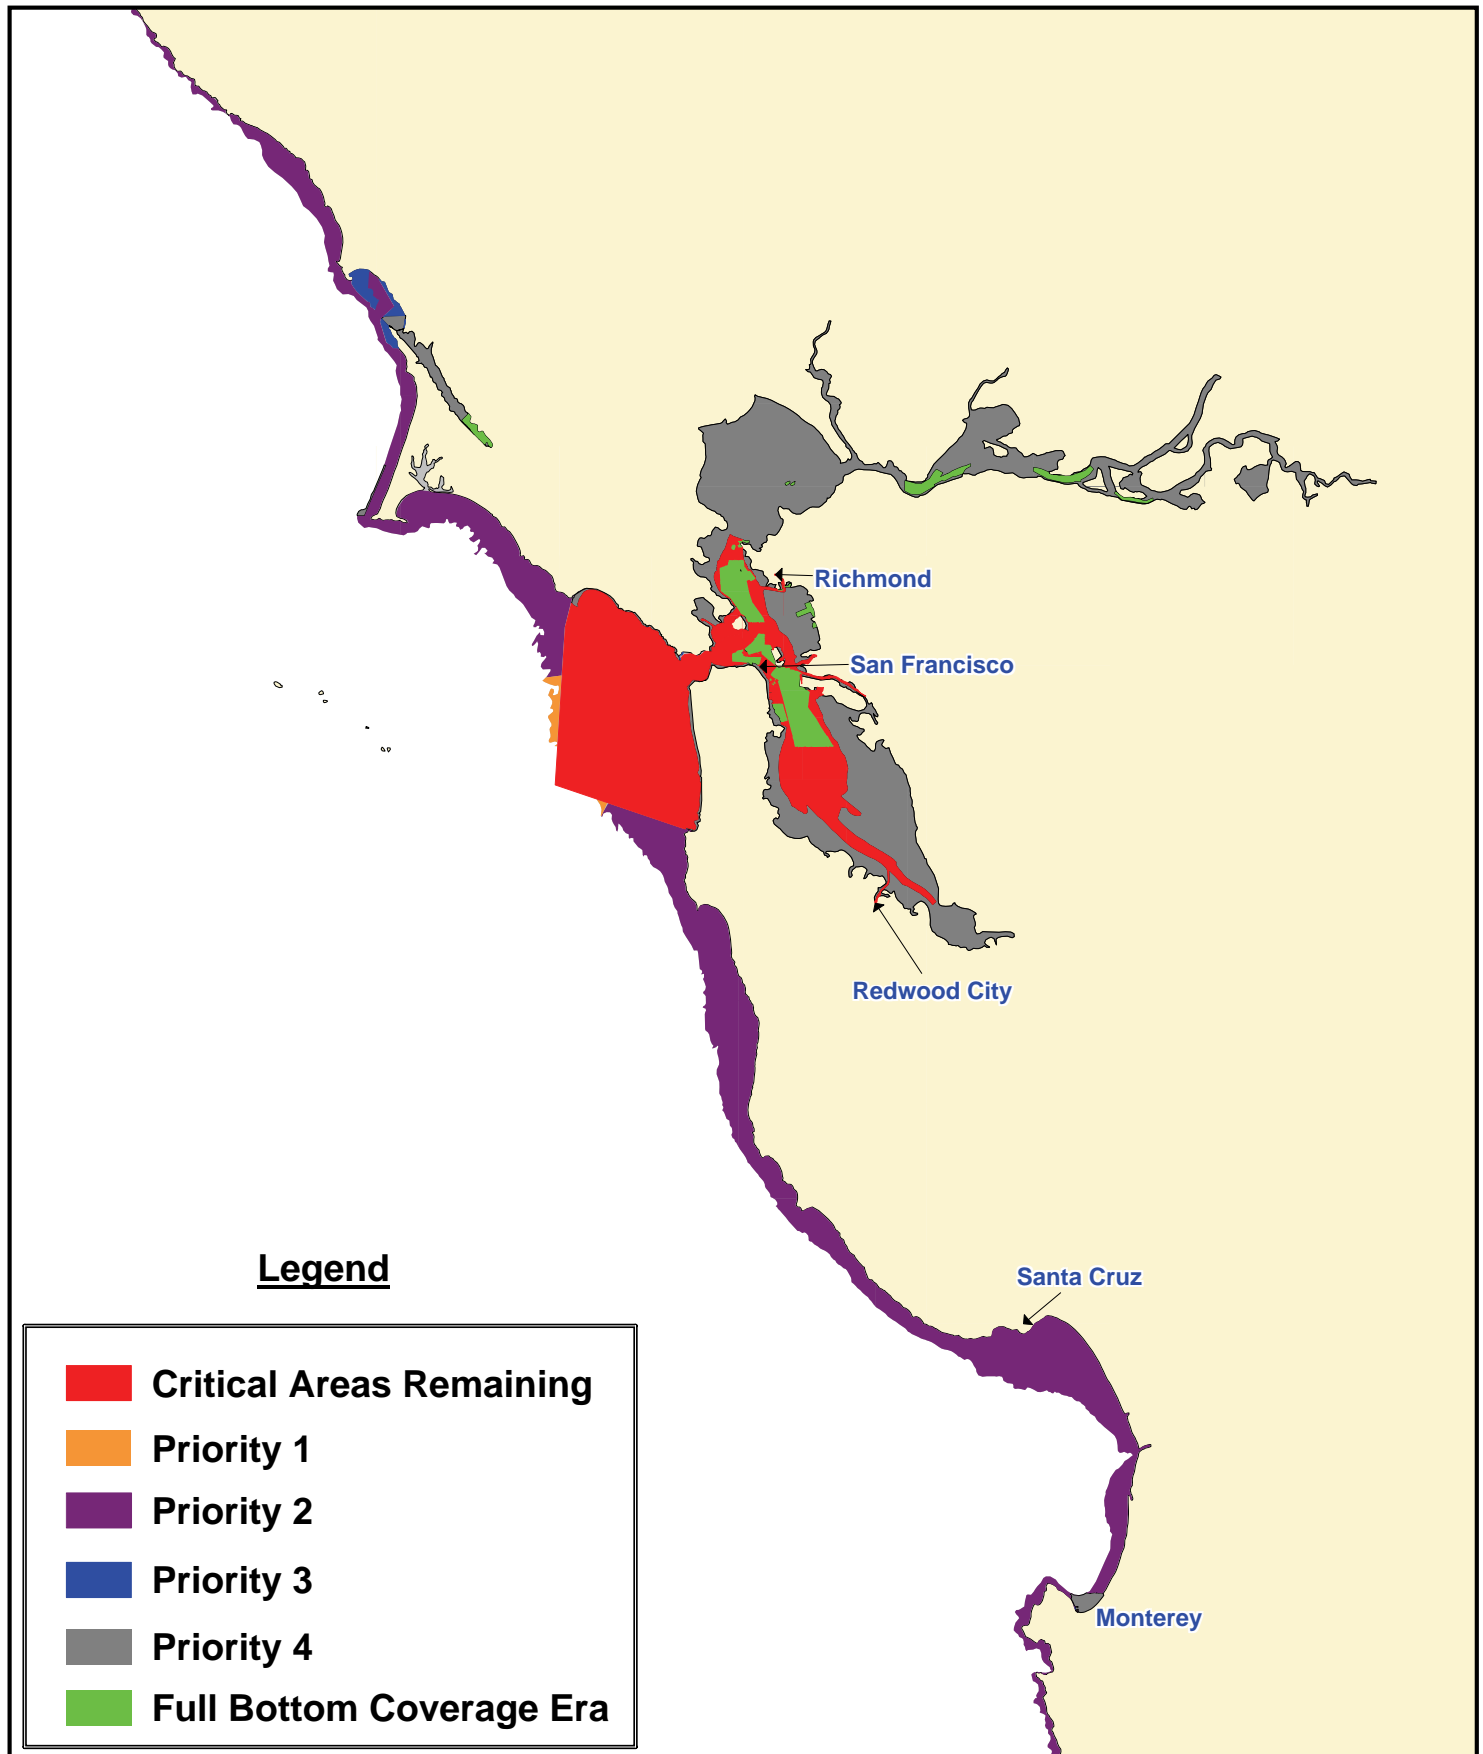 Richmond
San Francisco
Redwood City
Santa Cruz
Monterey
Legend
Critical Areas Remaining
Priority 1
Priority 2
Priority 3
Priority 4
Full Bottom Coverage Era